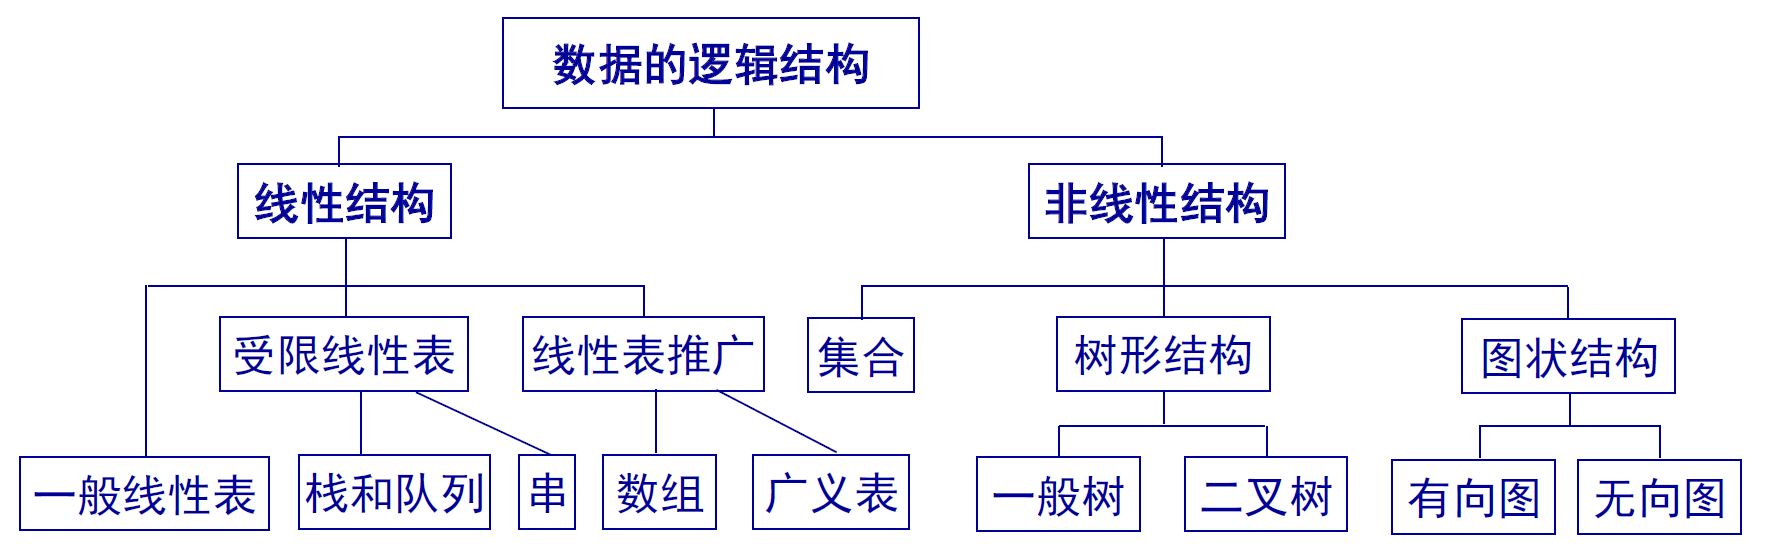 数据的逻辑结构
线性结构
非线性结构
受限线性表
线性表推广
集合
树形结构
图状结构
一般线性表
栈和队列
串
数组
广义表
一般树
二叉树
有向图
无向图